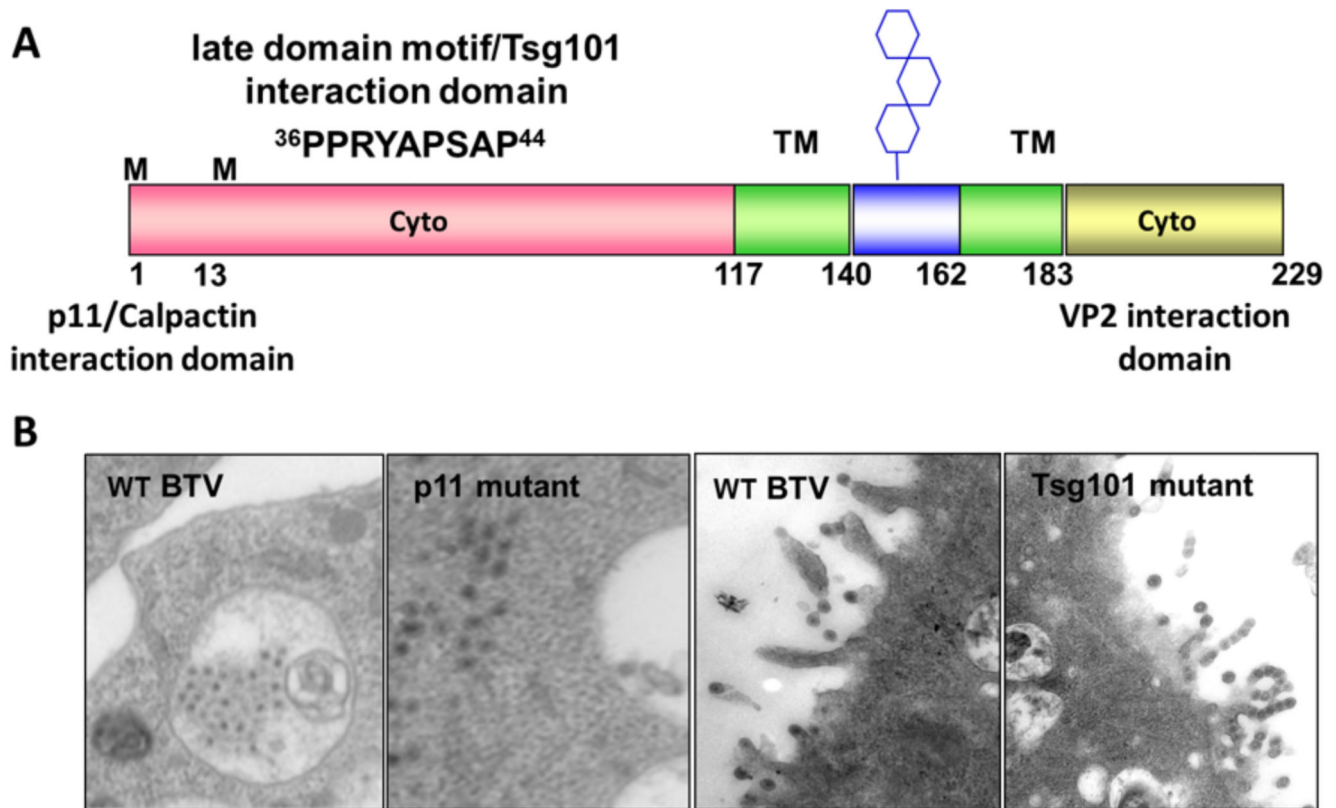 A
late domain motif/Tsg101
interaction domain
³⁶PPRYAPSAP⁴⁴
M M TM TM
Cyto Cyto
1 13 117 140 162 183 229
p11/Calpactin
interaction domain
VP2 interaction
domain
B
WT BTV p11 mutant WT BTV Tsg101 mutant